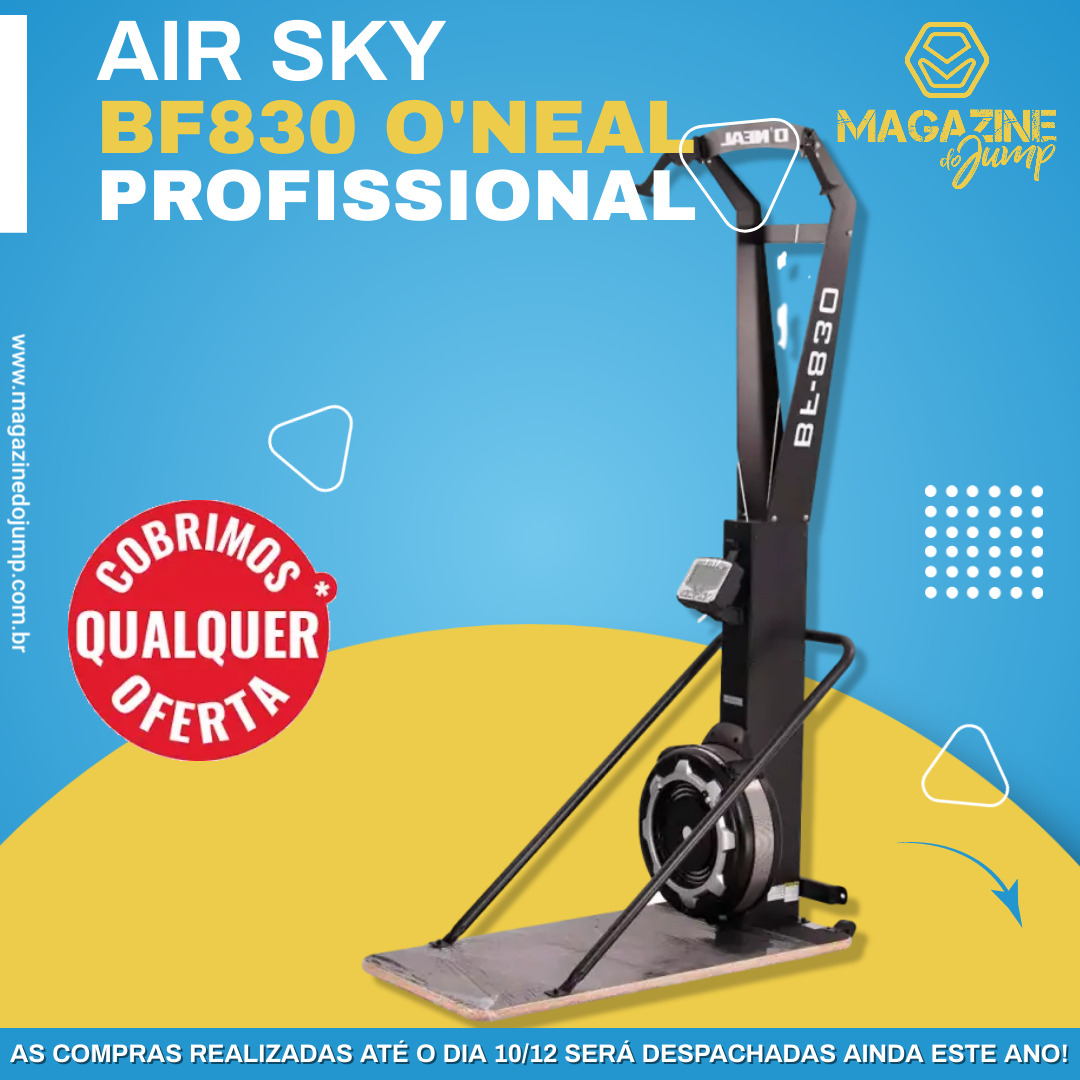 AIR SKY
BF830 O'NEAL
PROFISSIONAL
MAGAZINE
do Jump
O'NEAL
BF-830
www.magazinedojump.com.br
COBRIMOS
QUALQUER *
OFERTA
AS COMPRAS REALIZADAS ATÉ O DIA 10/12 SERÁ DESPACHADAS AINDA ESTE ANO!